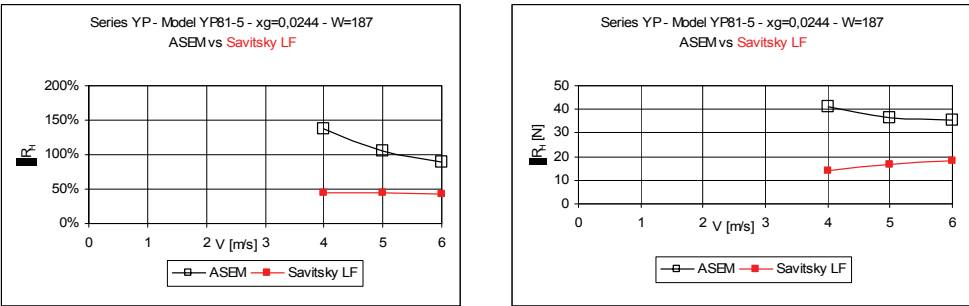 Series YP - Model YP81-5 - xg=0,0244 - W=187
ASEM vs Savitsky LF
200%
150%
100%
50%
0%
RH
0 1 2 3 4 5 6
V [m/s]
ASEM Savitsky LF
Series YP - Model YP81-5 - xg=0,0244 - W=187
ASEM vs Savitsky LF
50
40
30
20
10
0
RH [N]
0 1 2 3 4 5 6
V [m/s]
ASEM Savitsky LF